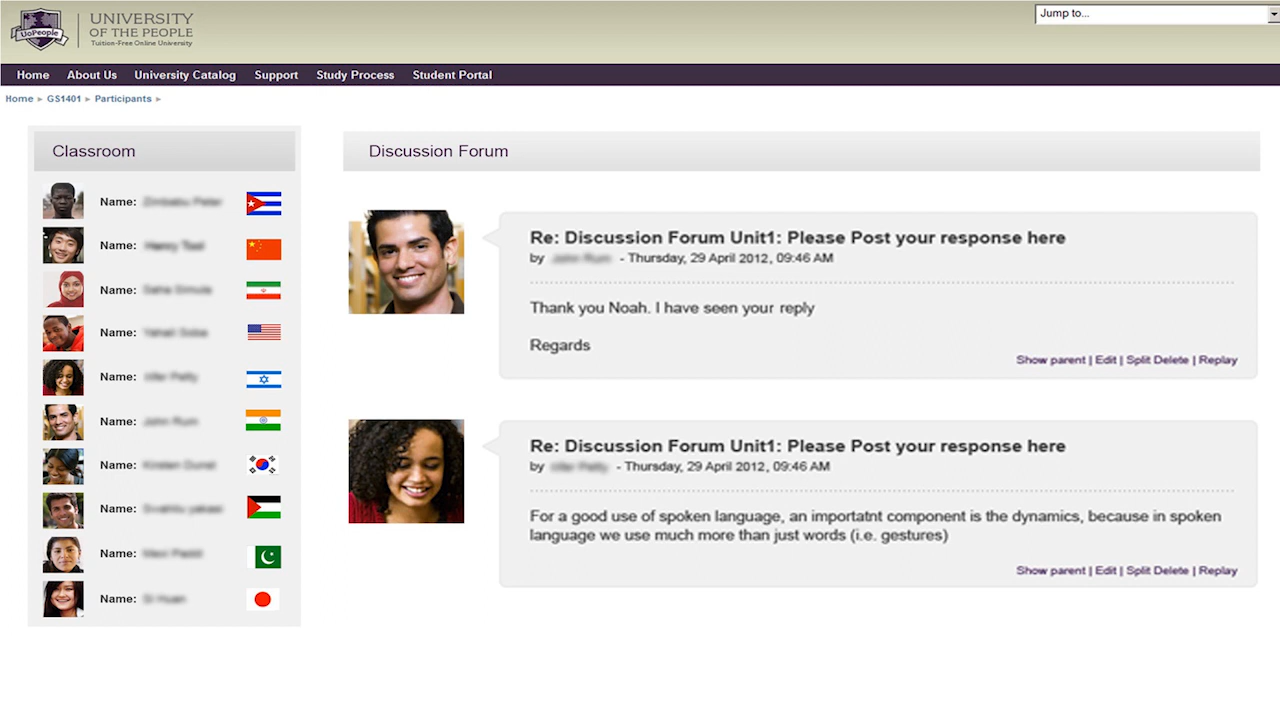 UoPeople
UNIVERSITY
OF THE PEOPLE
Tuition-Free Online University
Jump to...
Home About Us University Catalog Support Study Process Student Portal
Home ► GS1401 ► Participants ►
Classroom
Name:
Name:
Name:
Name:
Name:
Name:
Name:
Name:
Name:
Name:
Discussion Forum
Re: Discussion Forum Unit1: Please Post your response here
by - Thursday, 29 April 2012, 09:46 AM
Thank you Noah. I have seen your reply
Regards
Show parent | Edit | Split Delete | Replay
Re: Discussion Forum Unit1: Please Post your response here
by - Thursday, 29 April 2012, 09:46 AM
For a good use of spoken language, an importatnt component is the dynamics, because in spoken
language we use much more than just words (i.e. gestures)
Show parent | Edit | Split Delete | Replay